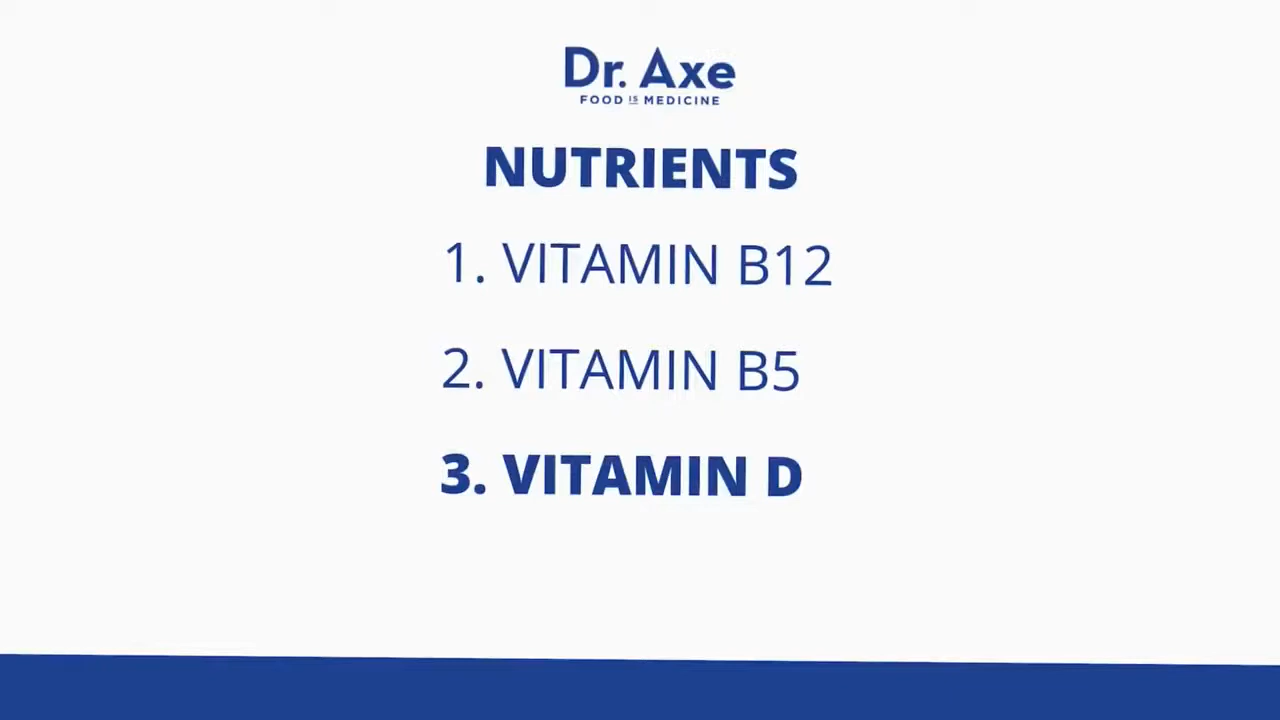 Dr. Axe
FOOD IS MEDICINE
NUTRIENTS
1. VITAMIN B12
2. VITAMIN B5
3. VITAMIN D